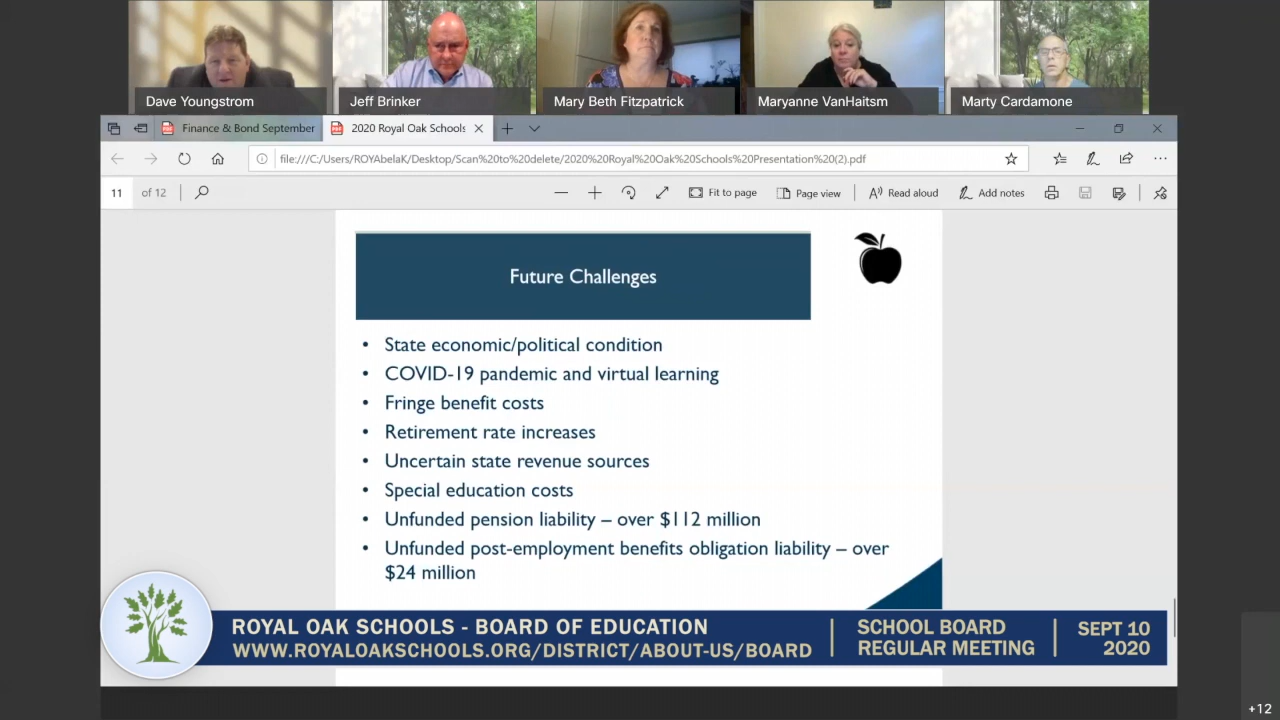 Dave Youngstrom
Jeff Brinker
Mary Beth Fitzpatrick
Maryanne VanHaitsm
Marty Cardamone
Finance & Bond September
2020 Royal Oak Schools
file:///C:/Users/ROYAbelaK/Desktop/Scan%20to%20delete/2020%20Royal%20Oak%20Schools%20Presentation%20(2).pdf
11 of 12
Fit to page
Page view
Read aloud
Add notes
Future Challenges
• State economic/political condition
• COVID-19 pandemic and virtual learning
• Fringe benefit costs
• Retirement rate increases
• Uncertain state revenue sources
• Special education costs
• Unfunded pension liability – over $112 million
• Unfunded post-employment benefits obligation liability – over
$24 million
ROYAL OAK SCHOOLS - BOARD OF EDUCATION
WWW.ROYALOAKSCHOOLS.ORG/DISTRICT/ABOUT-US/BOARD
SCHOOL BOARD
REGULAR MEETING
SEPT 10
2020
+12